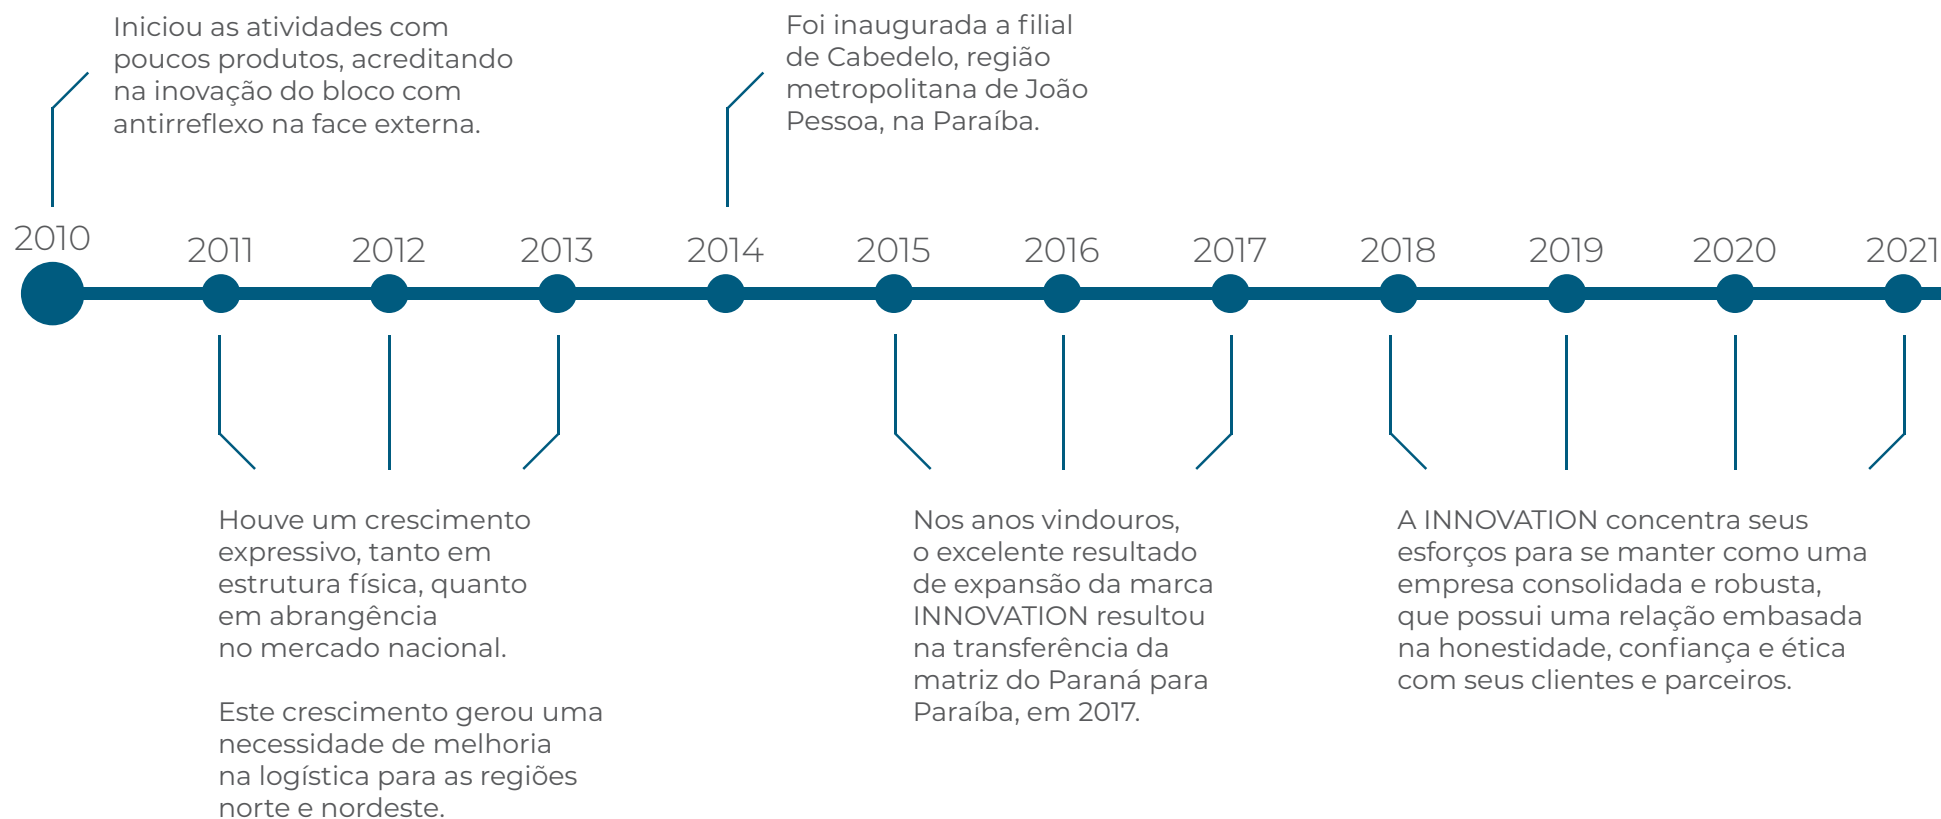 Iniciou as atividades com
poucos produtos, acreditando
na inovação do bloco com
antirreflexo na face externa.
Foi inaugurada a filial
de Cabedelo, região
metropolitana de João
Pessoa, na Paraíba.
2010 2011 2012 2013 2014 2015 2016 2017 2018 2019 2020 2021
Houve um crescimento
expressivo, tanto em
estrutura física, quanto
em abrangência
no mercado nacional.
Este crescimento gerou uma
necessidade de melhoria
na logística para as regiões
norte e nordeste.
Nos anos vindouros,
o excelente resultado
de expansão da marca
INNOVATION resultou
na transferência da
matriz do Paraná para
Paraíba, em 2017.
A INNOVATION concentra seus
esforços para se manter como uma
empresa consolidada e robusta,
que possui uma relação embasada
na honestidade, confiança e ética
com seus clientes e parceiros.